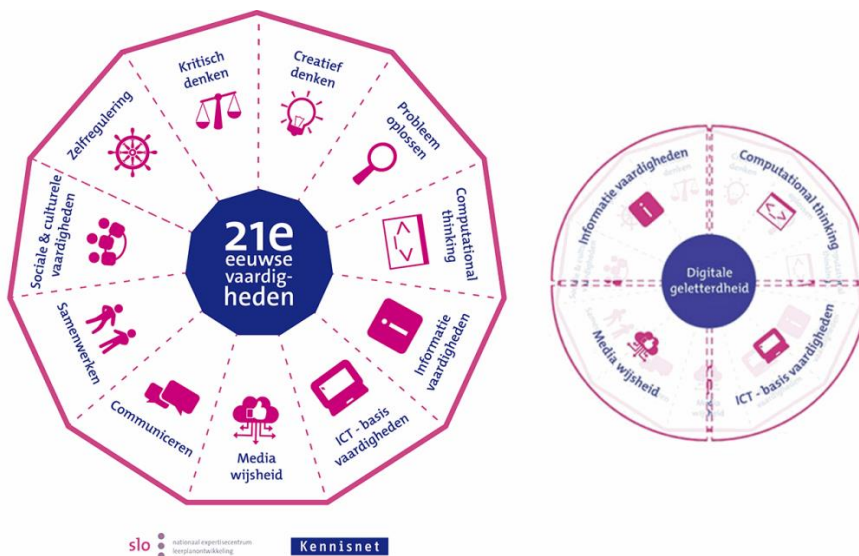 Kritisch
denken
Creatief
denken
Probleem
oplossen
Computational
thinking
Informatie
vaardigheden
ICT - basis
vaardigheden
Media
wijsheid
Communiceren
Samenwerken
Sociale & culturele
vaardigheden
Zelfregulering
21e
eeuwse
vaardig-
heden
Informatie vaardigheden
Computational thinking
ICT - basis vaardigheden
Media wijsheid
Digitale
geletterdheid
slo
nationaal expertisecentrum
leerplanontwikkeling
Kennisnet